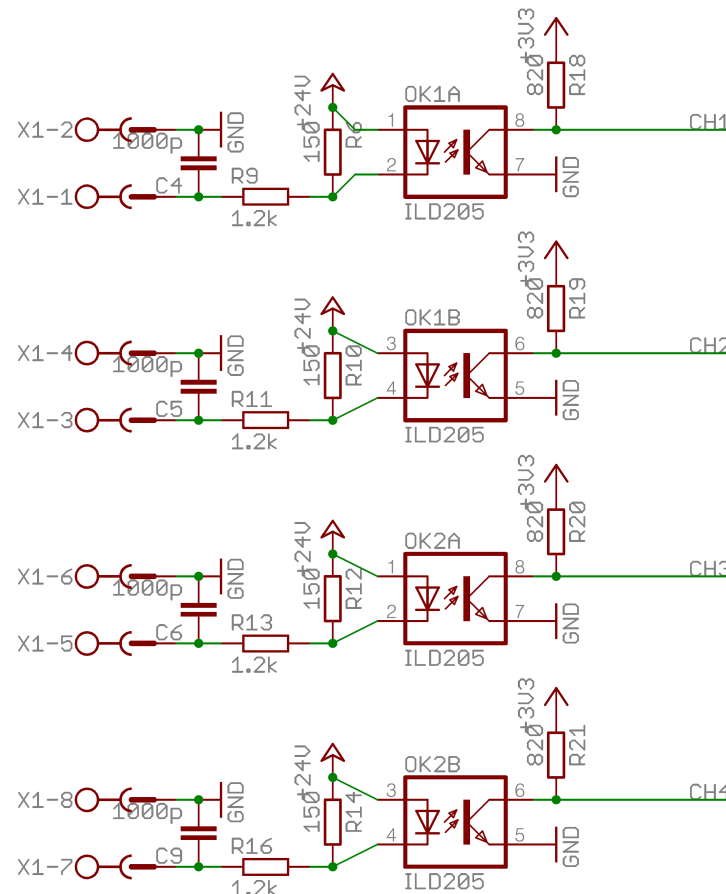 +3V3
820
R18
+24V
OK1A
X1-2
1000p
GND
150
R6
1
8
CH1
2
7
GND
X1-1
C4
R9
1.2k
ILD205
+3V3
820
R19
+24V
OK1B
X1-4
1000p
GND
150
R10
3
6
CH2
4
5
GND
X1-3
C5
R11
1.2k
ILD205
+3V3
820
R20
+24V
OK2A
X1-6
1000p
GND
150
R12
1
8
CH3
2
7
GND
X1-5
C6
R13
1.2k
ILD205
+3V3
820
R21
+24V
OK2B
X1-8
1000p
GND
150
R14
3
6
CH4
4
5
GND
X1-7
C9
R16
1.2k
ILD205